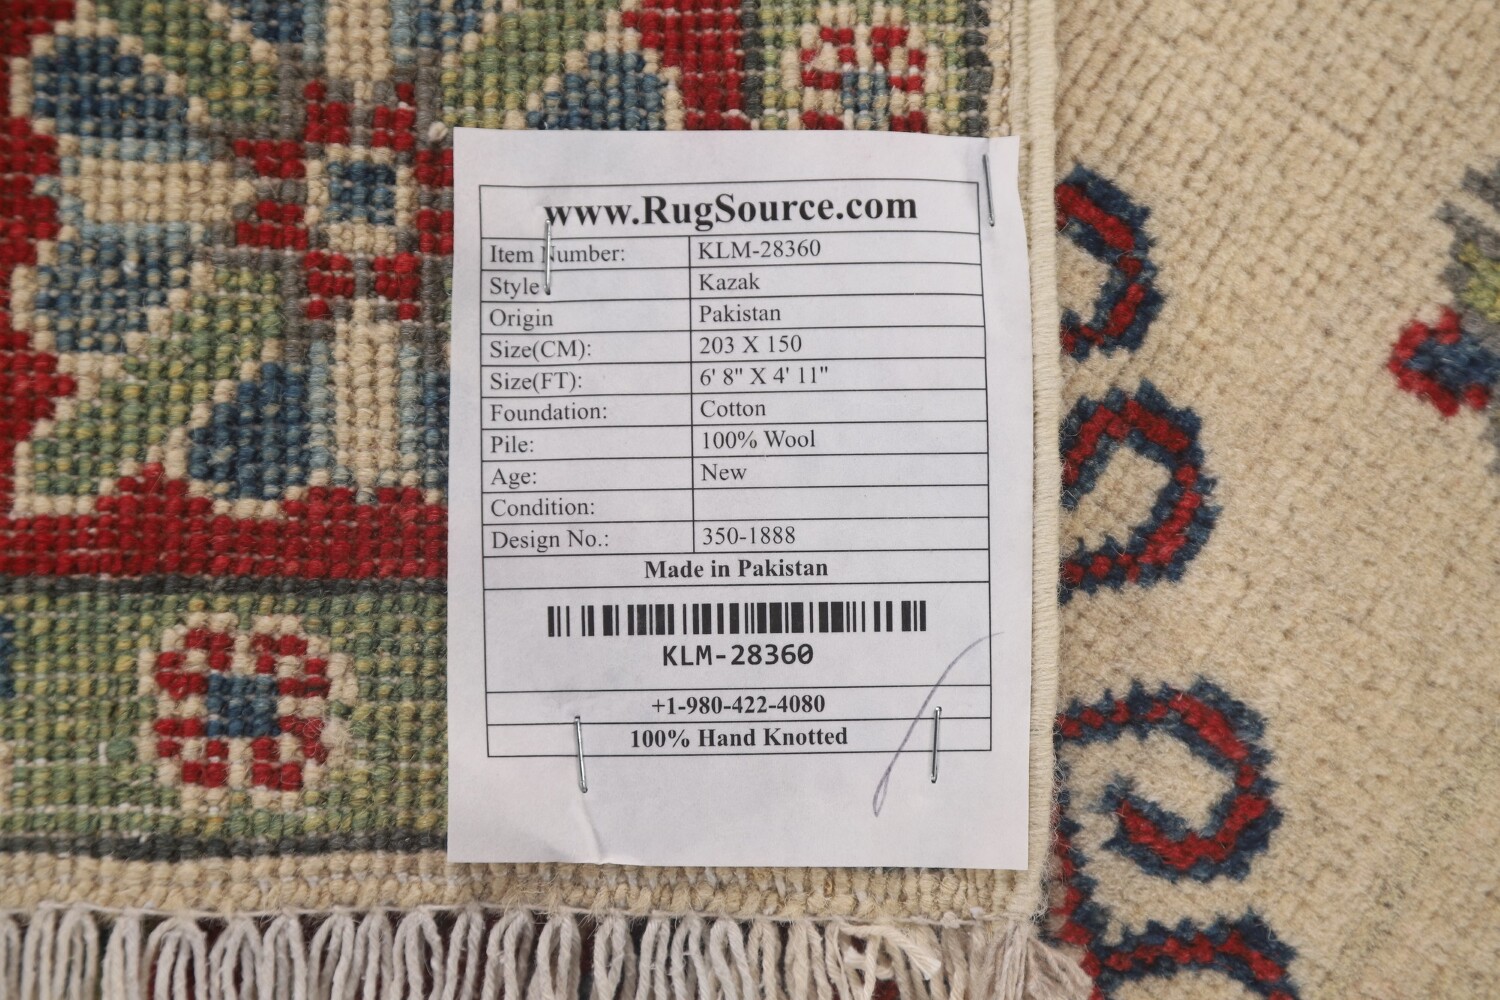 www.RugSource.com
Item Number: KLM-28360
Style: Kazak
Origin Pakistan
Size(CM): 203 X 150
Size(FT): 6' 8" X 4' 11"
Foundation: Cotton
Pile: 100% Wool
Age: New
Condition:
Design No.: 350-1888
Made in Pakistan
KLM-28360
+1-980-422-4080
100% Hand Knotted